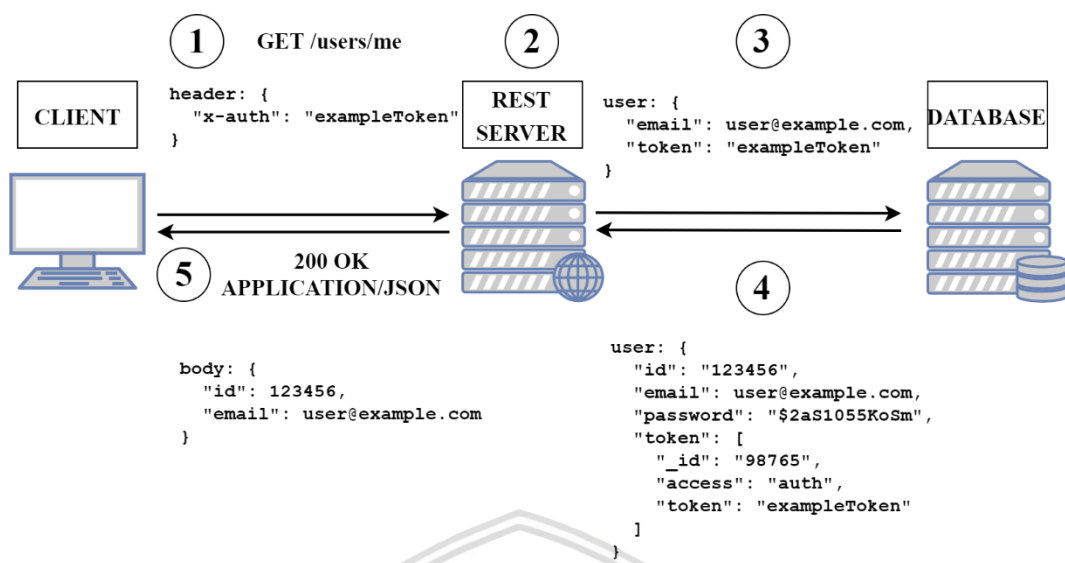 1
GET /users/me
2
3
CLIENT
header: {
"x-auth": "exampleToken"
}
REST
SERVER
user: {
"email": user@example.com,
"token": "exampleToken"
}
DATABASE
5
200 OK
APPLICATION/JSON
4
body: {
"id": 123456,
"email": user@example.com
}
user: {
"id": "123456",
"email": user@example.com,
"password": "$2aS1055KoSm",
"token": [
"_id": "98765",
"access": "auth",
"token": "exampleToken"
]
}